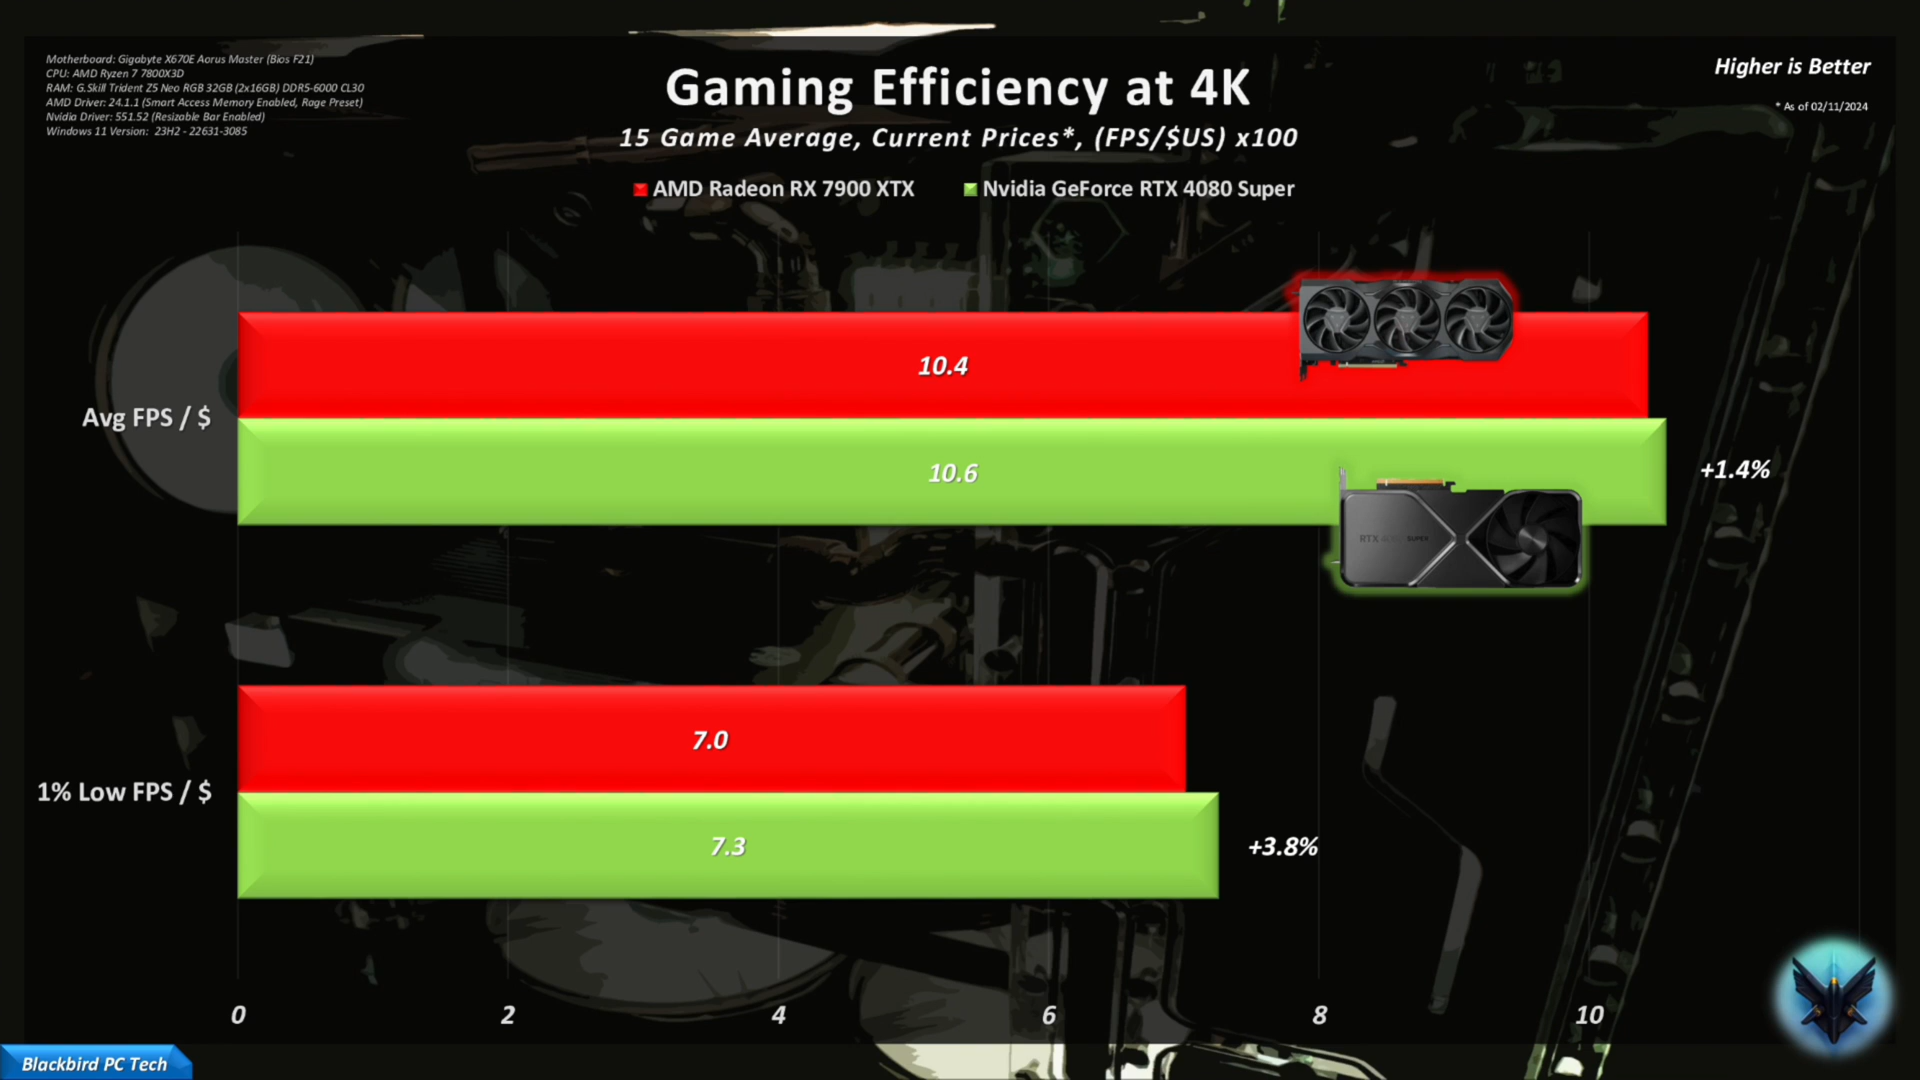 Motherboard: Gigabyte X670E Aorus Master (Bios F21)
CPU: AMD Ryzen 7 7800X3D
RAM: G.Skill Trident Z5 Neo RGB 32GB (2x16GB) DDR5-6000 CL30
AMD Driver: 24.1.1 (Smart Access Memory Enabled, Rage Preset)
Nvidia Driver: 551.52 (Resizable Bar Enabled)
Windows 11 Version: 23H2 - 22631-3085
Gaming Efficiency at 4K
15 Game Average, Current Prices*, (FPS/$US) x100
Higher is Better
* As of 02/11/2024
AMD Radeon RX 7900 XTX
Nvidia GeForce RTX 4080 Super
Avg FPS / $
10.4
10.6
+1.4%
SUPER
1% Low FPS / $
7.0
7.3
+3.8%
0 2 4 6 8 10
Blackbird PC Tech